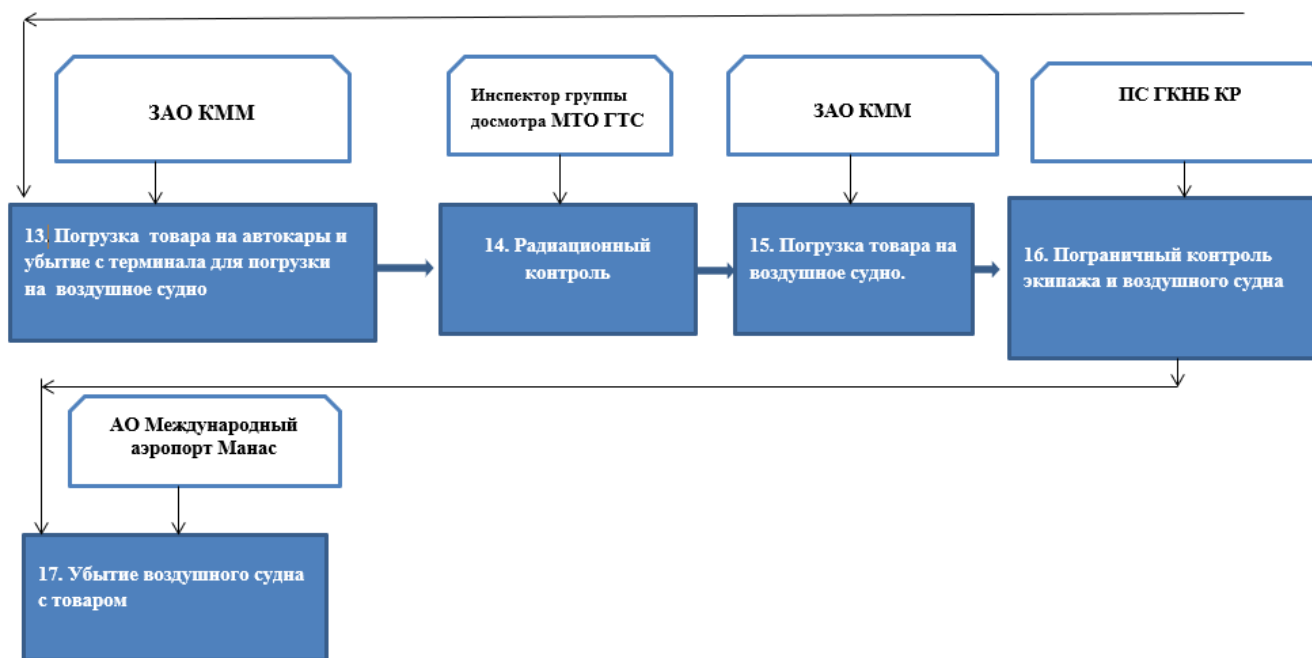 ЗАО КММ
Инспектор группы
досмотра МТО ГТС
ЗАО КММ
ПС ГКНБ КР
13. Погрузка товара на автокары и
убытие с терминала для погрузки
на воздушное судно
14. Радиационный
контроль
15. Погрузка товара на
воздушное судно.
16. Пограничный контроль
экипажа и воздушного судна
АО Международный
аэропорт Манас
17. Убытие воздушного судна
с товаром